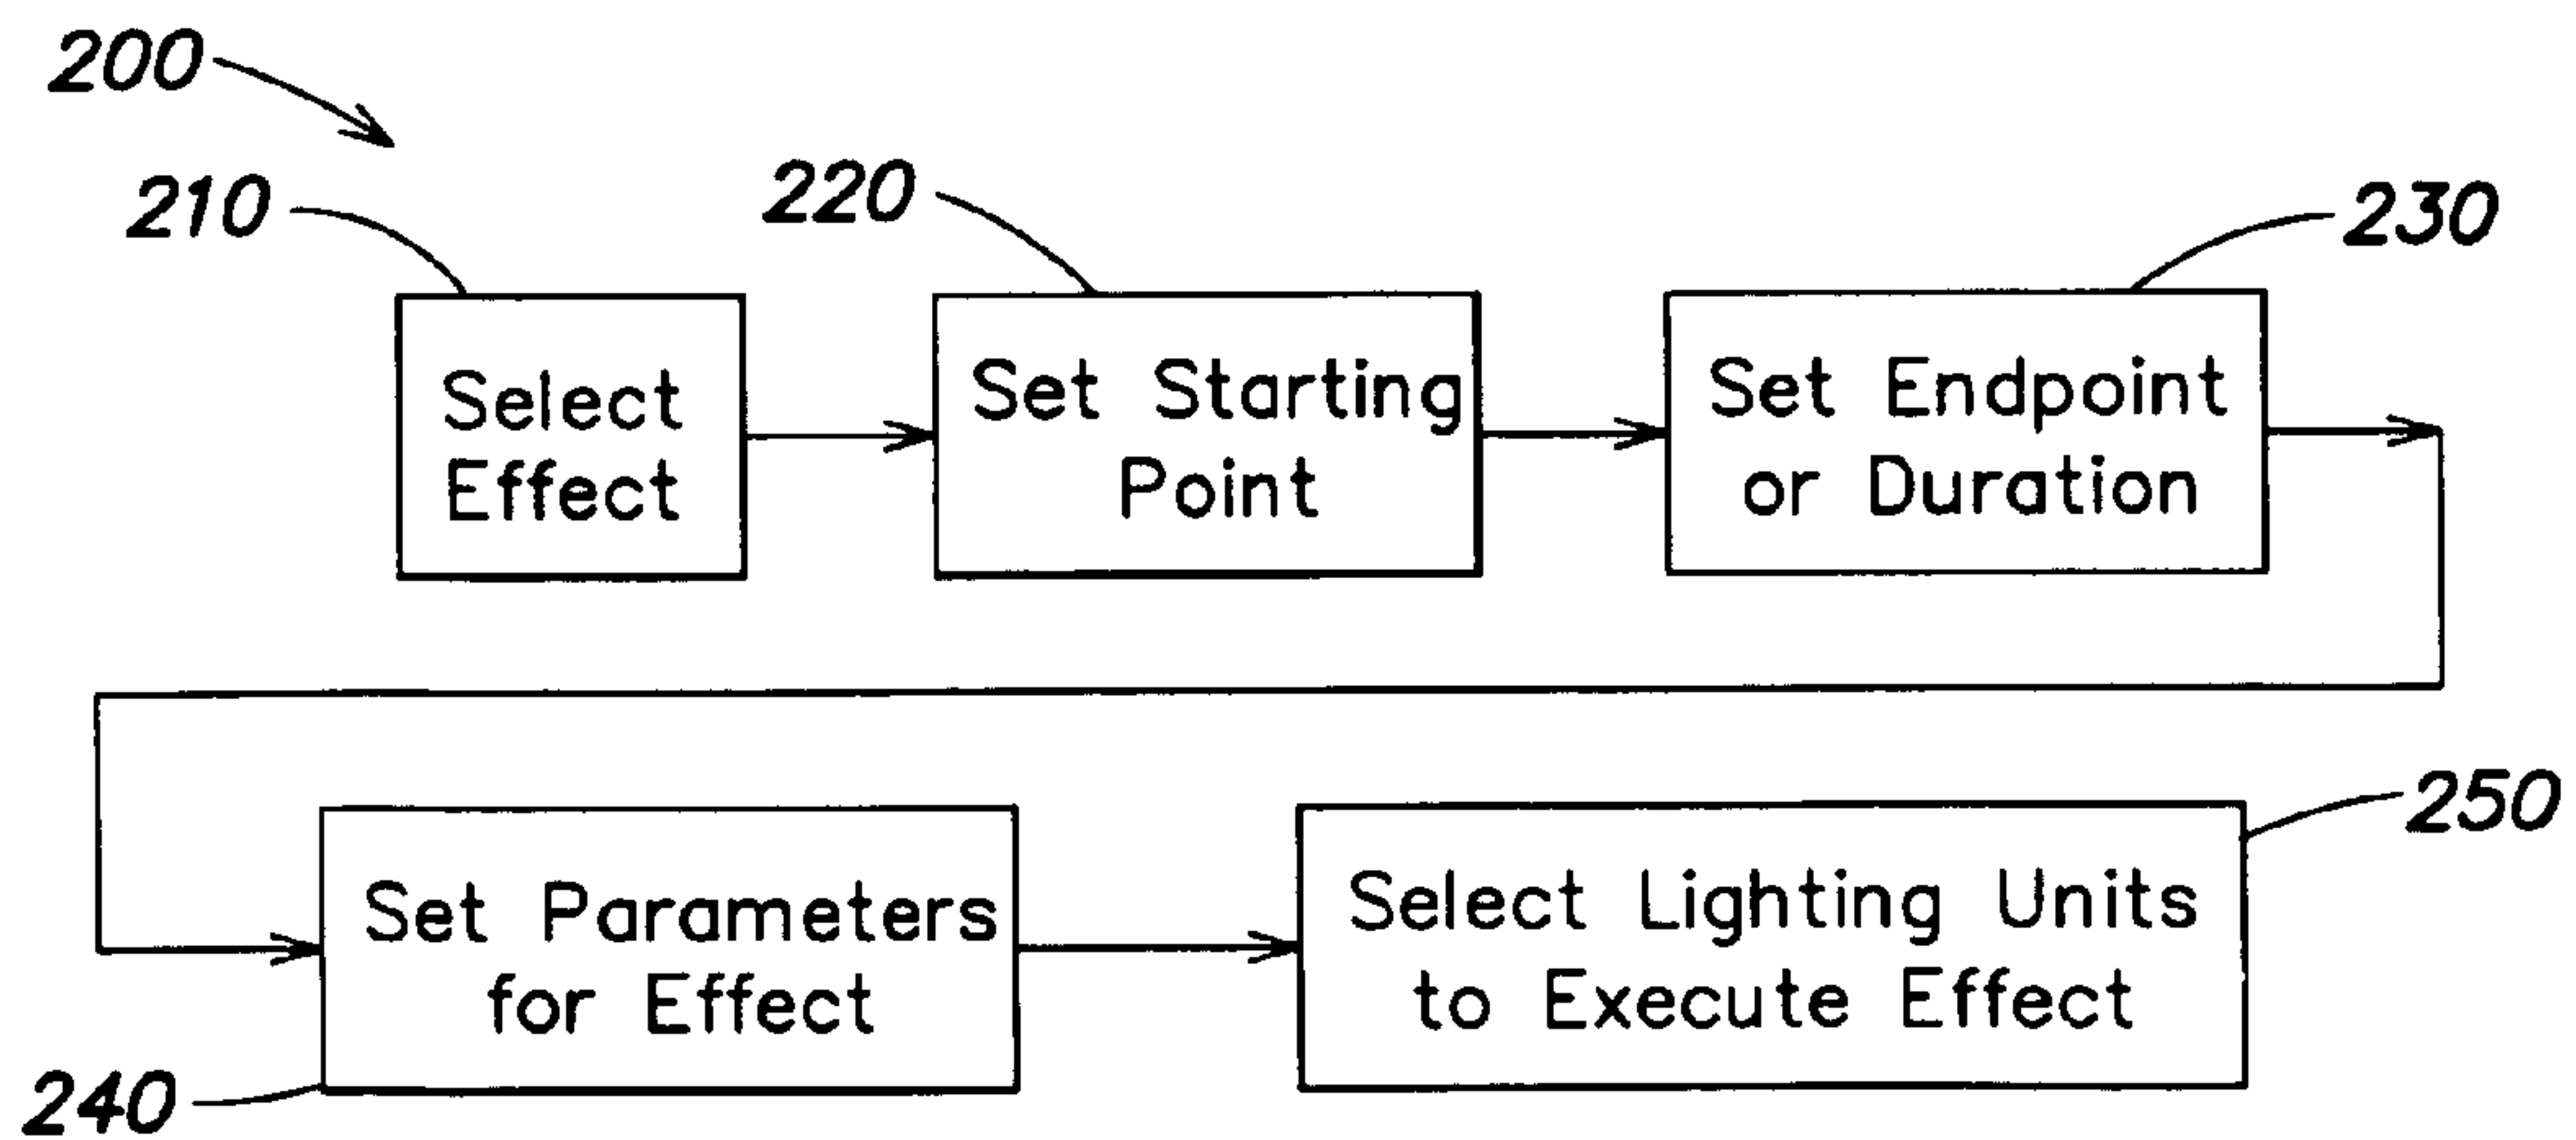 200
210
220
230
Select
Effect
Set Starting
Point
Set Endpoint
or Duration
240
Set Parameters
for Effect
250
Select Lighting Units
to Execute Effect